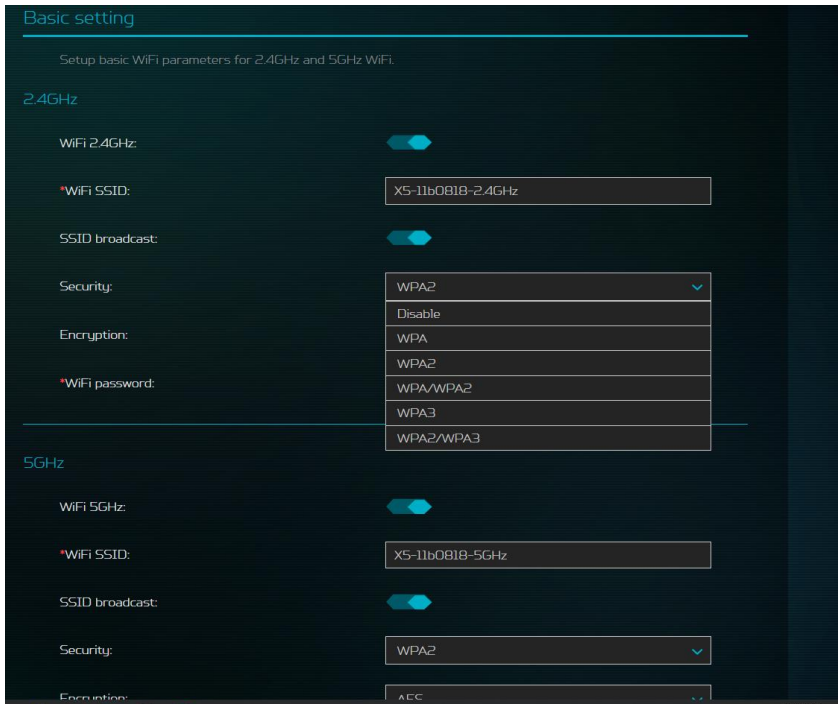 Basic setting
Setup basic WiFi parameters for 2.4GHz and 5GHz WiFi.
2.4GHz
WiFi 2.4GHz:
*WiFi SSID: X5-11b0818-2.4GHz
SSID broadcast:
Security: WPA2
Disable
Encryption: WPA
WPA2
*WiFi password: WPA/WPA2
WPA3
WPA2/WPA3
5GHz
WiFi 5GHz:
*WiFi SSID: X5-11b0818-5GHz
SSID broadcast:
Security: WPA2
Encryption: AES